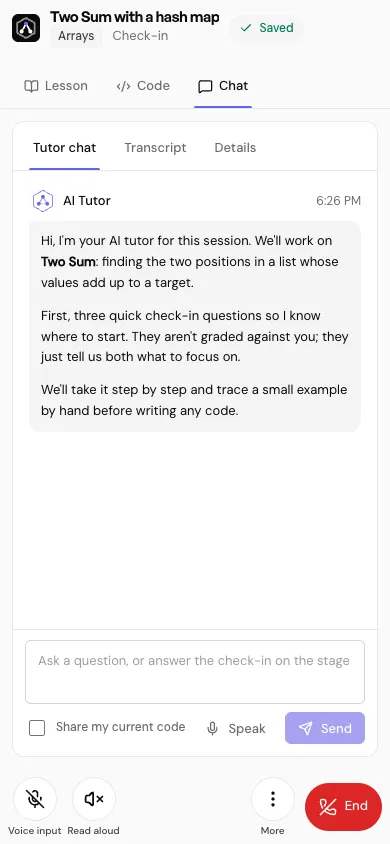 Two Sum with a hash map
Arrays Check-in
Saved
Lesson Code Chat
Tutor chat Transcript Details
AI Tutor 6:26 PM
Hi, I'm your AI tutor for this session. We'll work on
Two Sum: finding the two positions in a list whose
values add up to a target.
First, three quick check-in questions so I know
where to start. They aren't graded against you; they
just tell us both what to focus on.
We'll take it step by step and trace a small example
by hand before writing any code.
Ask a question, or answer the check-in on the stage
Share my current code Speak Send
Voice input Read aloud More End